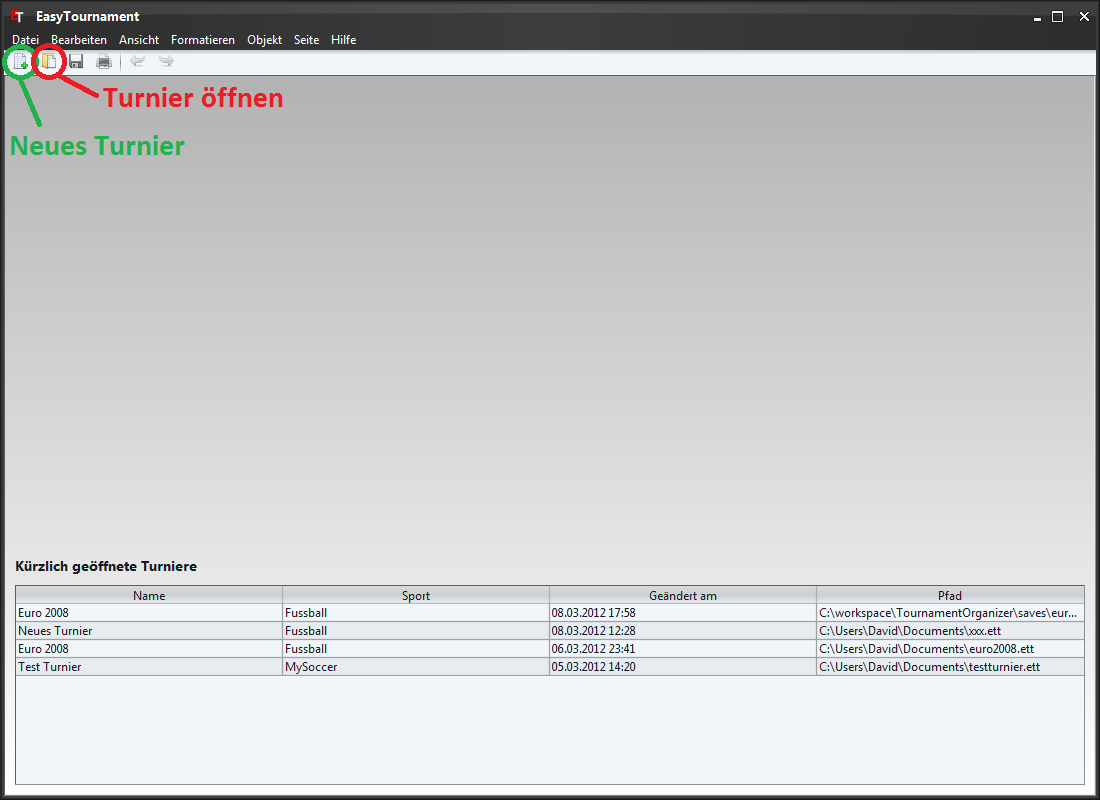 ET EasyTournament
Datei Bearbeiten Ansicht Formatieren Objekt Seite Hilfe
Turnier öffnen
Neues Turnier
Kürzlich geöffnete Turniere
Name Sport Geändert am Pfad
Euro 2008 Fussball 08.03.2012 17:58 C:\workspace\TournamentOrganizer\saves\eur...
Neues Turnier Fussball 08.03.2012 12:28 C:\Users\David\Documents\xxx.ett
Euro 2008 Fussball 06.03.2012 23:41 C:\Users\David\Documents\euro2008.ett
Test Turnier MySoccer 05.03.2012 14:20 C:\Users\David\Documents\testturnier.ett